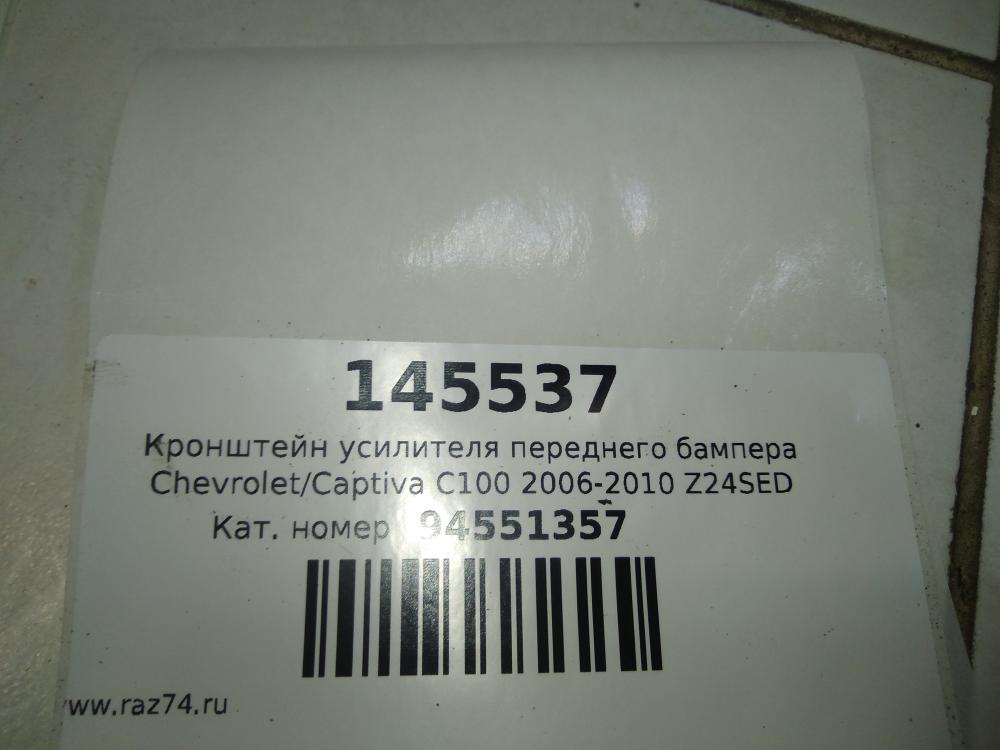 145537
Кронштейн усилителя переднего бампера
Chevrolet/Captiva C100 2006-2010 Z24SED
Кат. номер 94551357
www.raz74.ru